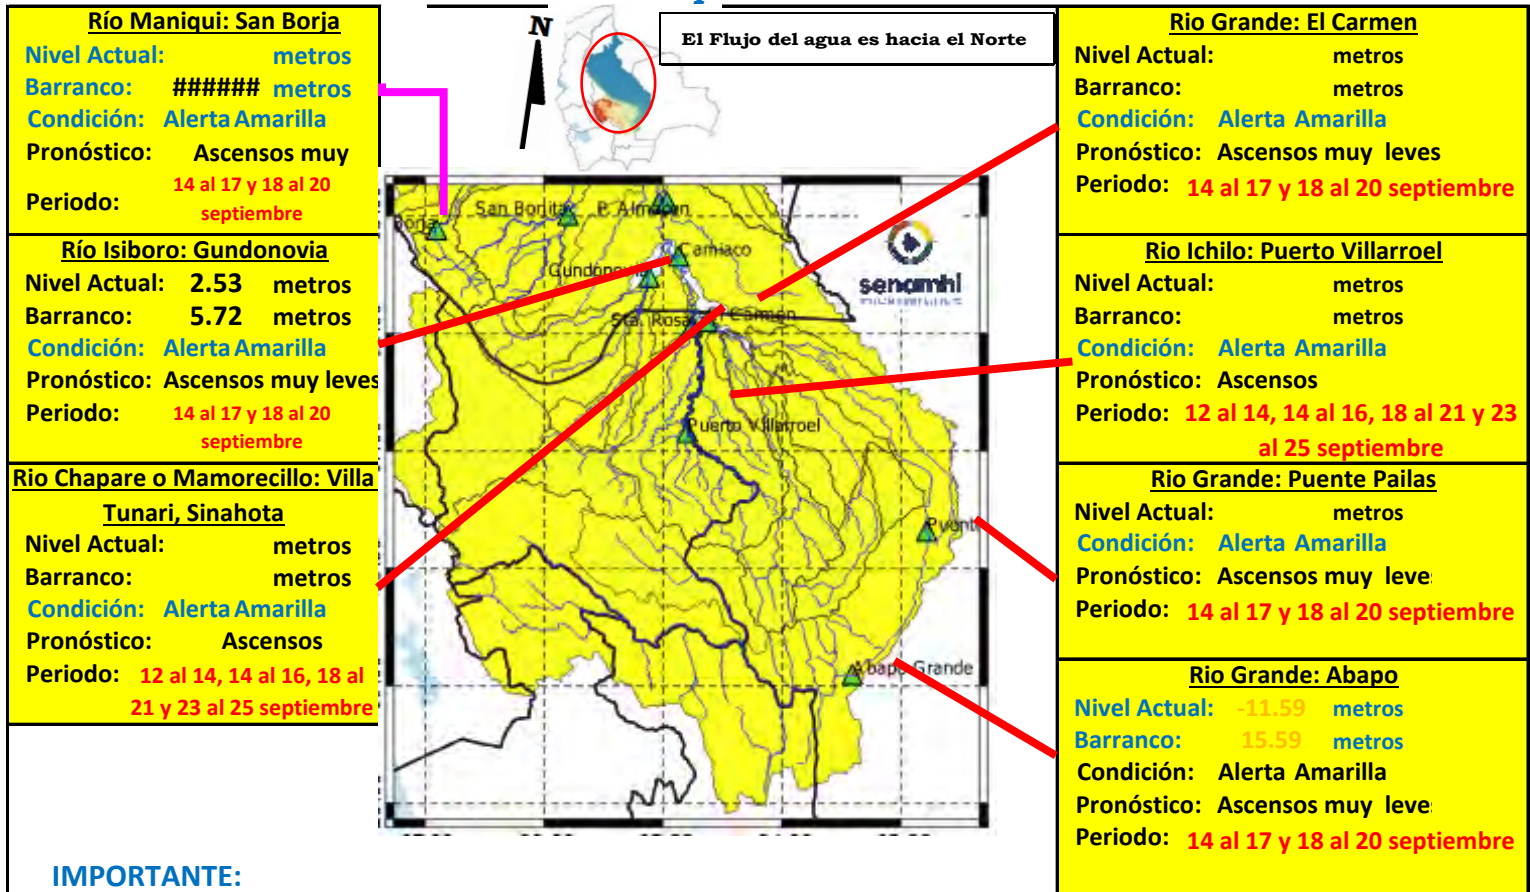 Río Maniqui: San Borja
Nivel Actual: metros
Barranco: ###### metros
Condición: Alerta Amarilla
Pronóstico: Ascensos muy
Periodo: 14 al 17 y 18 al 20
septiembre
Río Isiboro: Gundonovia
Nivel Actual: 2.53 metros
Barranco: 5.72 metros
Condición: Alerta Amarilla
Pronóstico: Ascensos muy leves
Periodo: 14 al 17 y 18 al 20
septiembre
Rio Chapare o Mamorecillo: Villa
Tunari, Sinahota
Nivel Actual: metros
Barranco: metros
Condición: Alerta Amarilla
Pronóstico: Ascensos
Periodo: 12 al 14, 14 al 16, 18 al
21 y 23 al 25 septiembre
IMPORTANTE:
N
El Flujo del agua es hacia el Norte
Borja
San Bonita
P. Almacen
Camiaco
Gundonovia
senamhi
Sta. Rosa
Carmen
Puerto Villarroel
Puent
Abapo Grande
Rio Grande: El Carmen
Nivel Actual: metros
Barranco: metros
Condición: Alerta Amarilla
Pronóstico: Ascensos muy leves
Periodo: 14 al 17 y 18 al 20 septiembre
Rio Ichilo: Puerto Villarroel
Nivel Actual: metros
Barranco: metros
Condición: Alerta Amarilla
Pronóstico: Ascensos
Periodo: 12 al 14, 14 al 16, 18 al 21 y 23
al 25 septiembre
Rio Grande: Puente Pailas
Nivel Actual: metros
Condición: Alerta Amarilla
Pronóstico: Ascensos muy leve
Periodo: 14 al 17 y 18 al 20 septiembre
Rio Grande: Abapo
Nivel Actual: -11.59 metros
Barranco: 15.59 metros
Condición: Alerta Amarilla
Pronóstico: Ascensos muy leve
Periodo: 14 al 17 y 18 al 20 septiembre